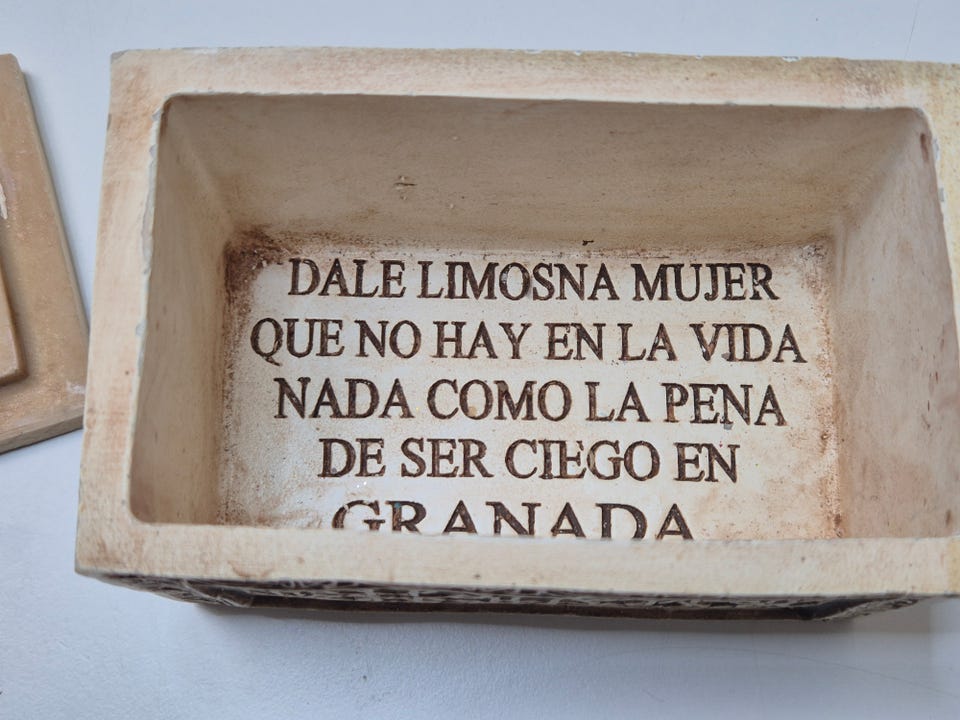 DALE LIMOSNA MUJER
QUE NO HAY EN LA VIDA
NADA COMO LA PENA
DE SER CIEGO EN
GRANADA